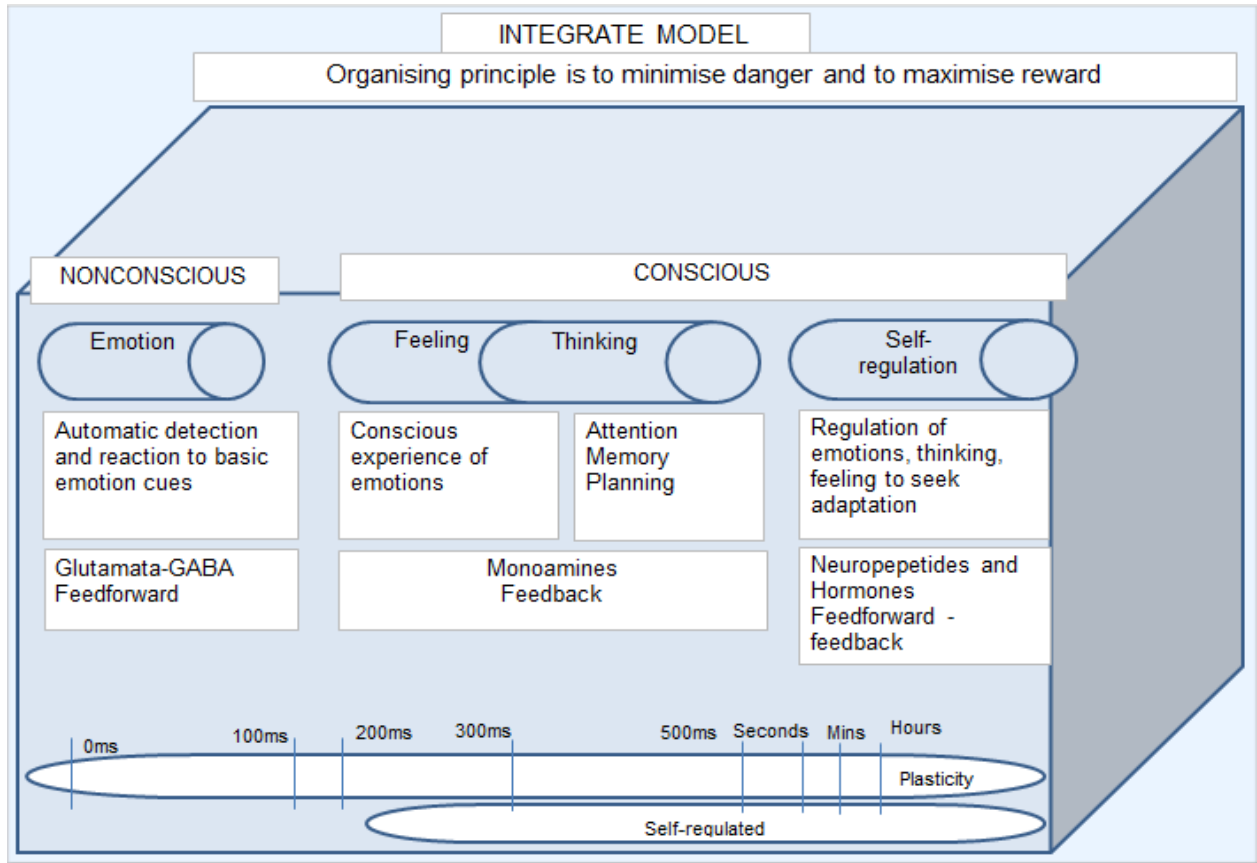 INTEGRATE MODEL
Organising principle is to minimise danger and to maximise reward
NONCONSCIOUS
CONSCIOUS
Emotion
Feeling
Thinking
Self-
regulation
Automatic detection
and reaction to basic
emotion cues
Conscious
experience of
emotions
Attention
Memory
Planning
Regulation of
emotions, thinking,
feeling to seek
adaptation
Glutamata-GABA
Feedforward
Monoamines
Feedback
Neuropepetides and
Hormones
Feedforward -
feedback
0ms
100ms
200ms
300ms
500ms
Seconds
Mins
Hours
Plasticity
Self-regulated